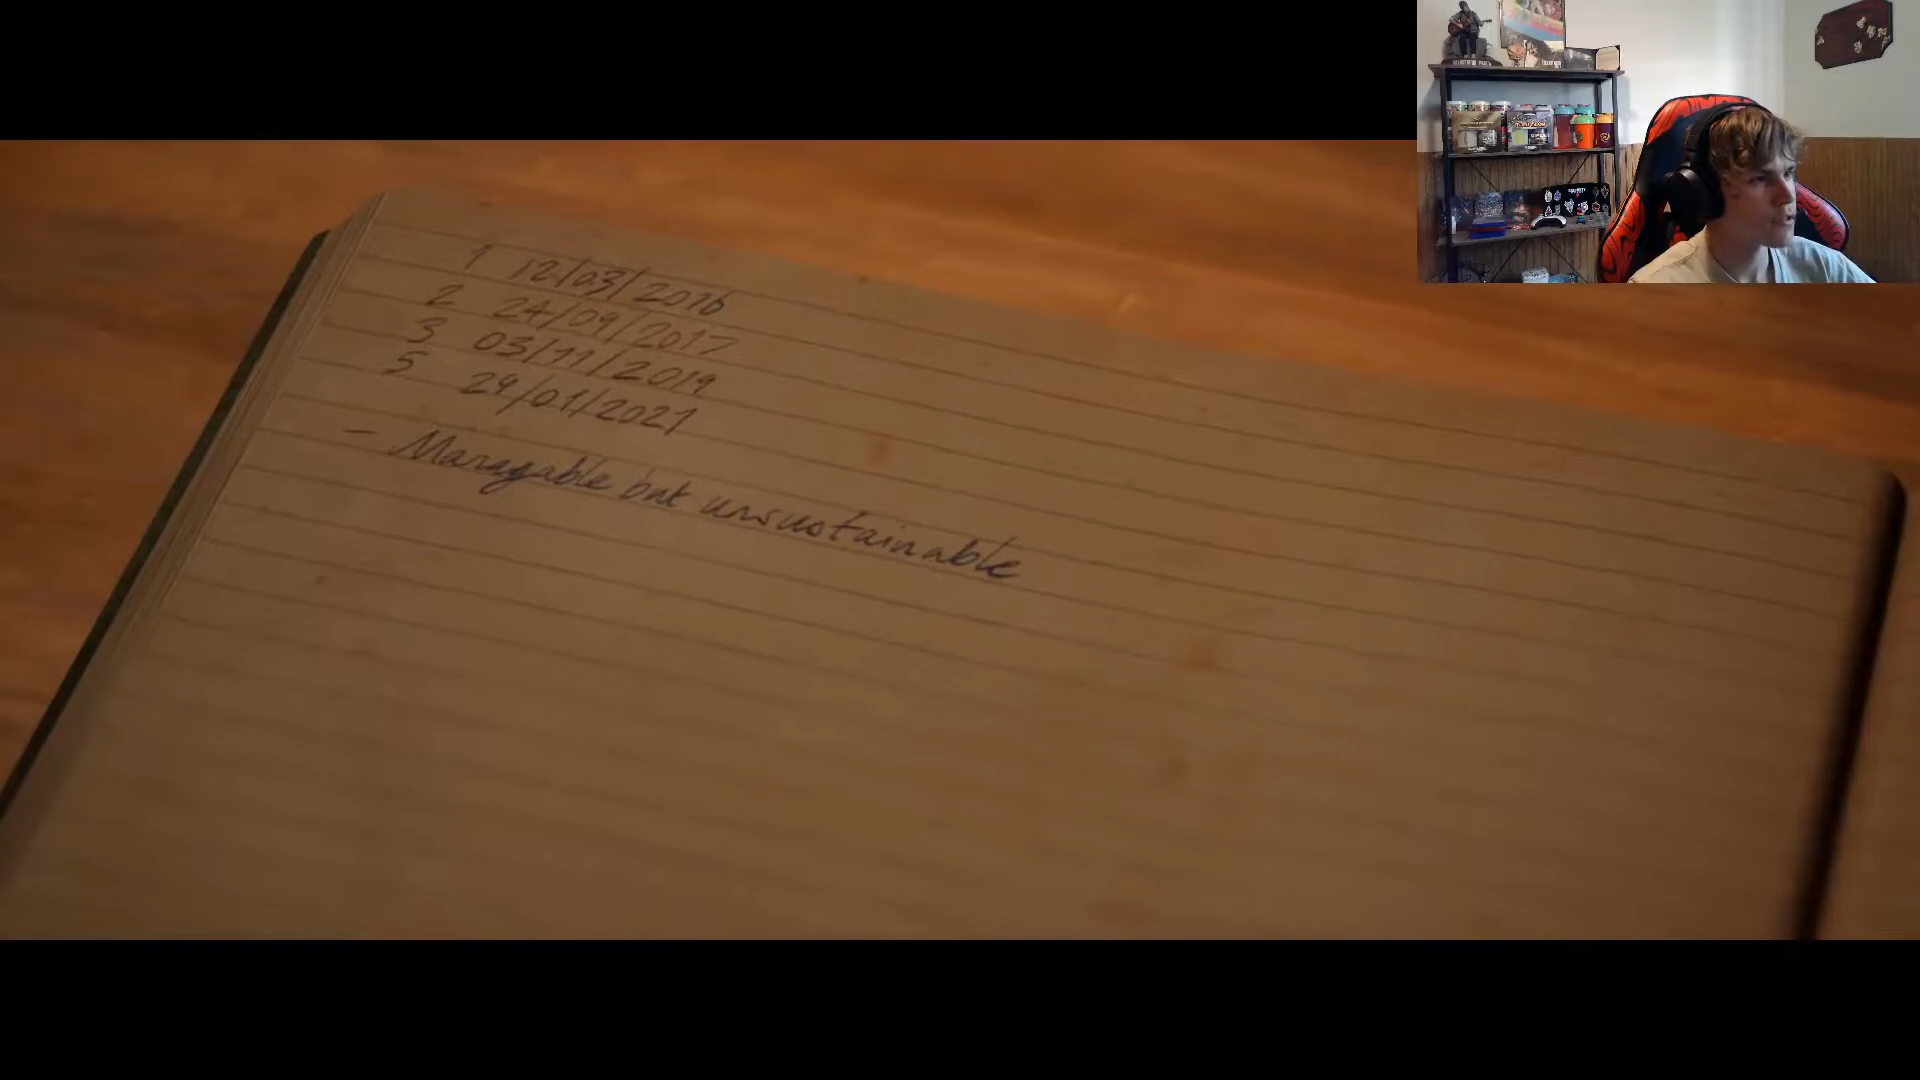 1 12/03/2016
2 24/09/2017
3 03/11/2019
5 29/01/2021
- Managable but unsustainable